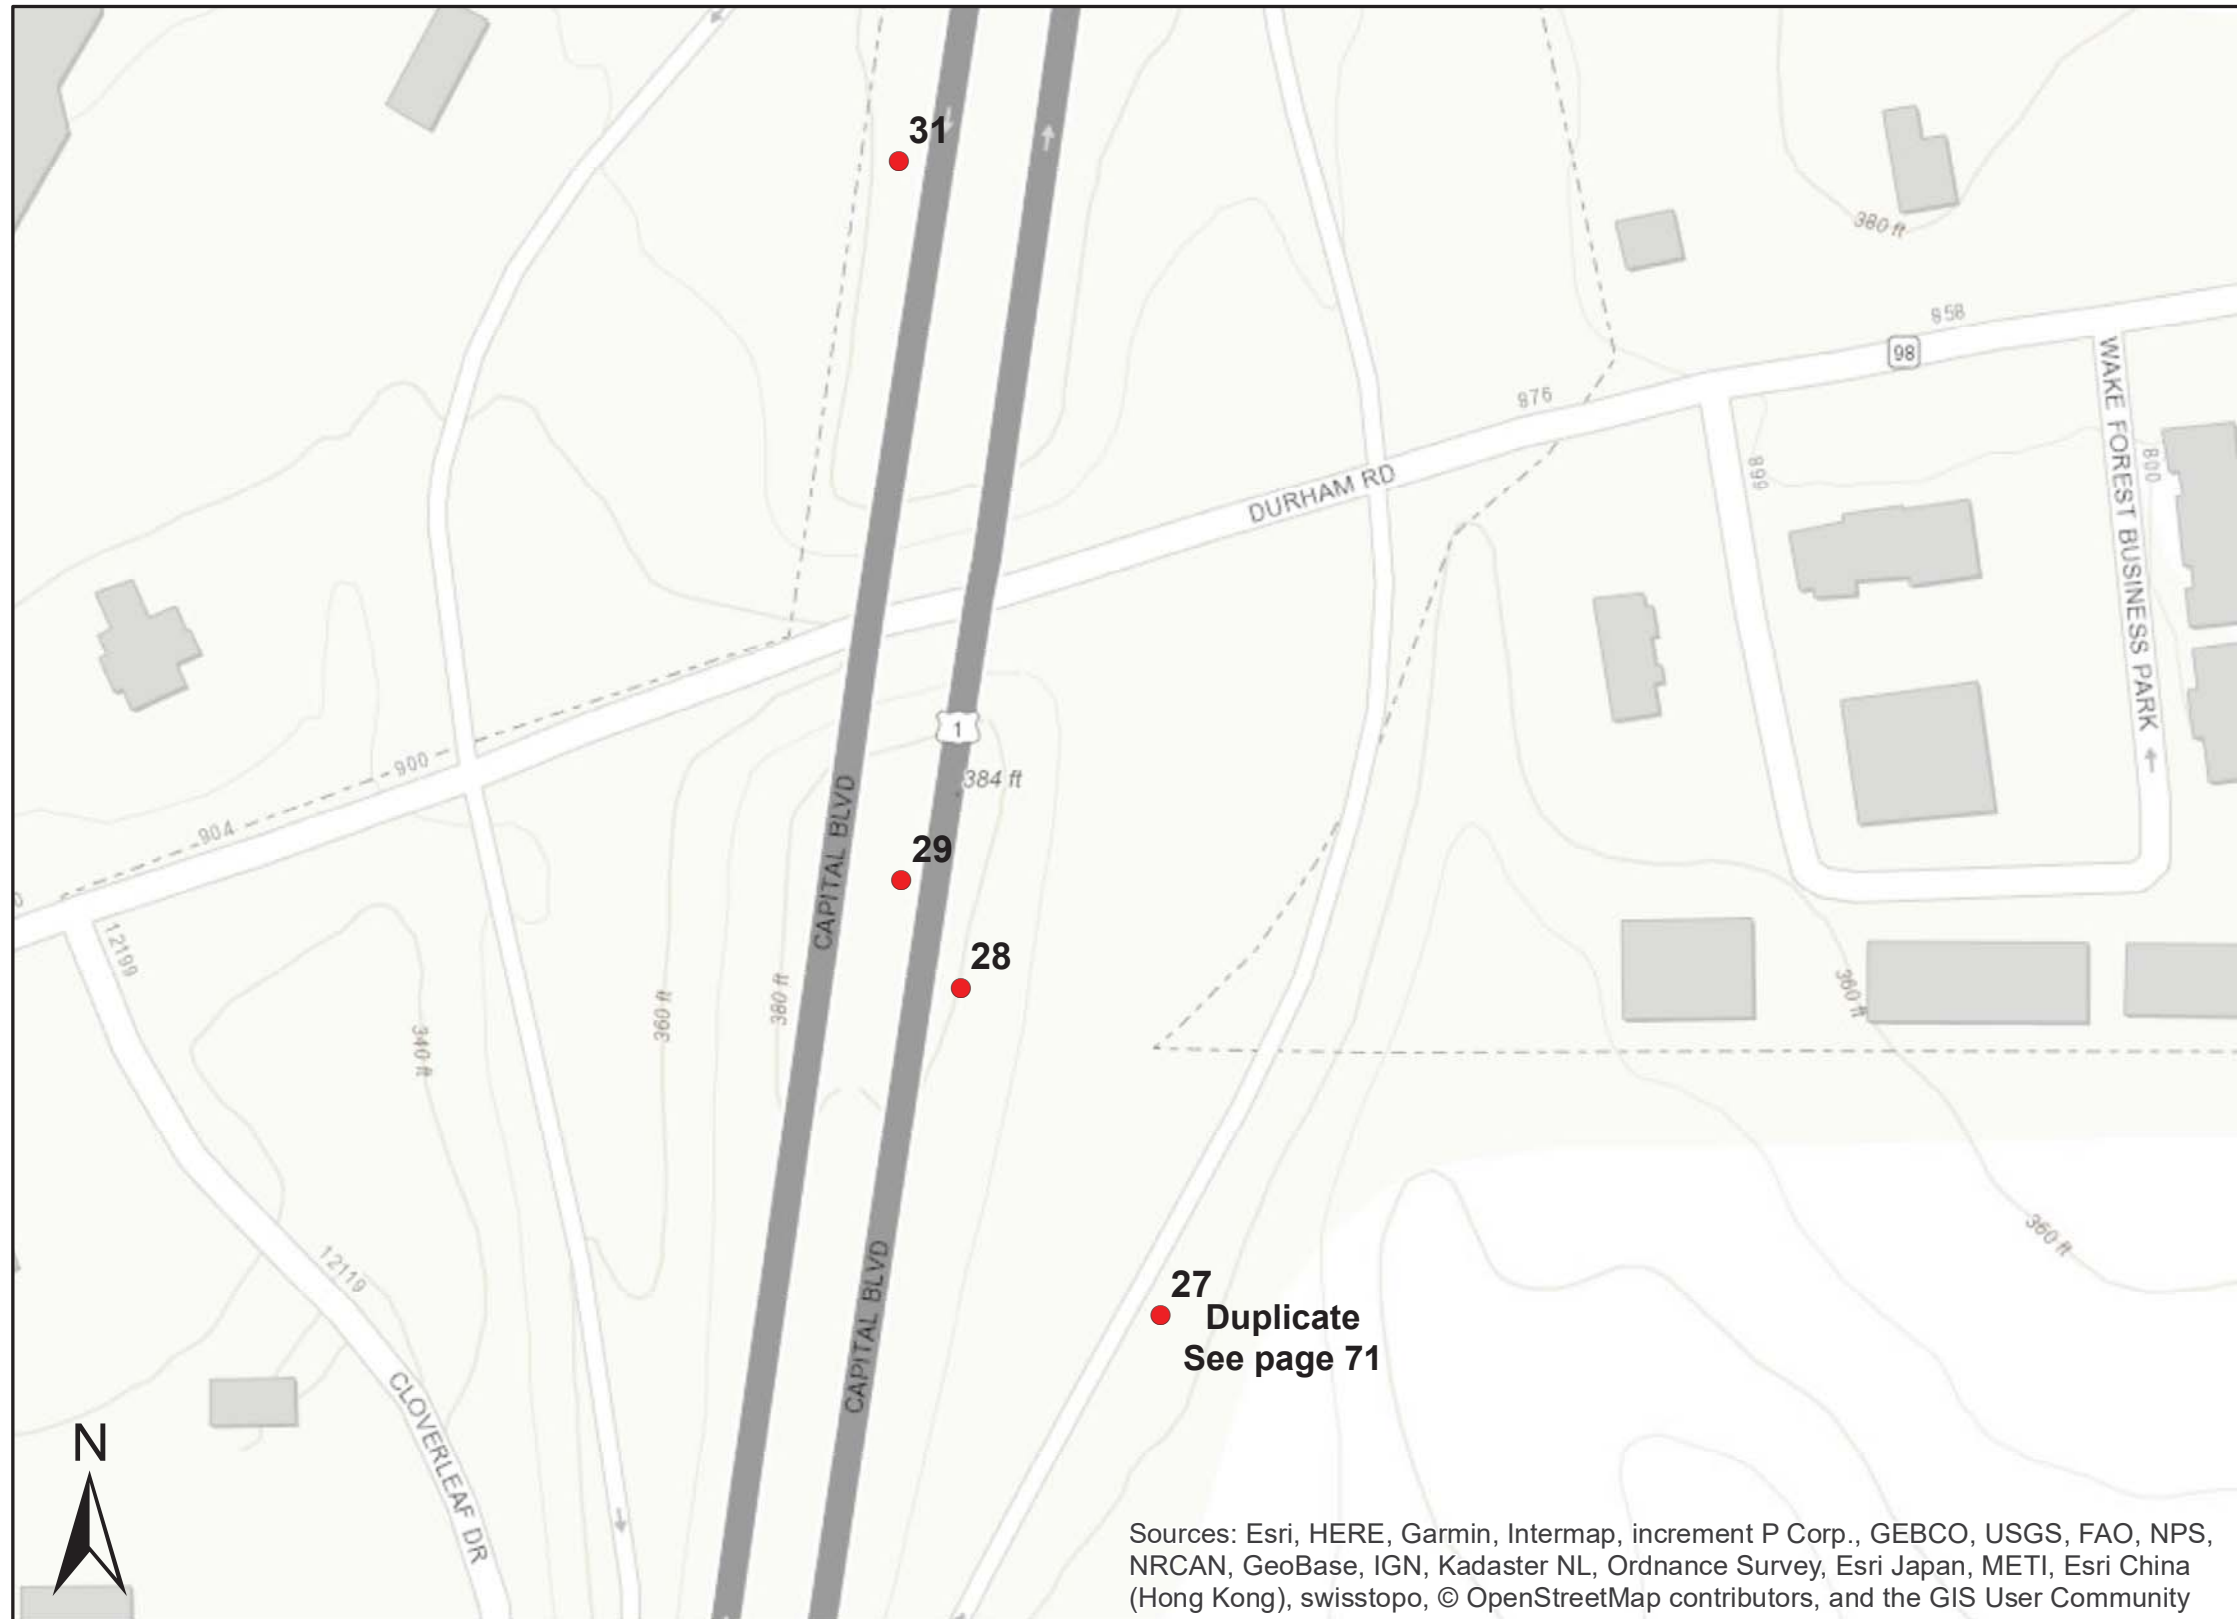 31
380 ft
858
98
WAKE FOREST BUSINESS PARK
976
DURHAM RD
899
800
1
384 ft
900
904
CAPITAL BLVD
29
28
12199
340 ft
360 ft
380 ft
360 ft
360 ft
12119
CAPITAL BLVD
27
Duplicate
See page 71
CLOVERLEAF DR
N
Sources: Esri, HERE, Garmin, Intermap, increment P Corp., GEBCO, USGS, FAO, NPS,
NRCAN, GeoBase, IGN, Kadaster NL, Ordnance Survey, Esri Japan, METI, Esri China
(Hong Kong), swisstopo, © OpenStreetMap contributors, and the GIS User Community